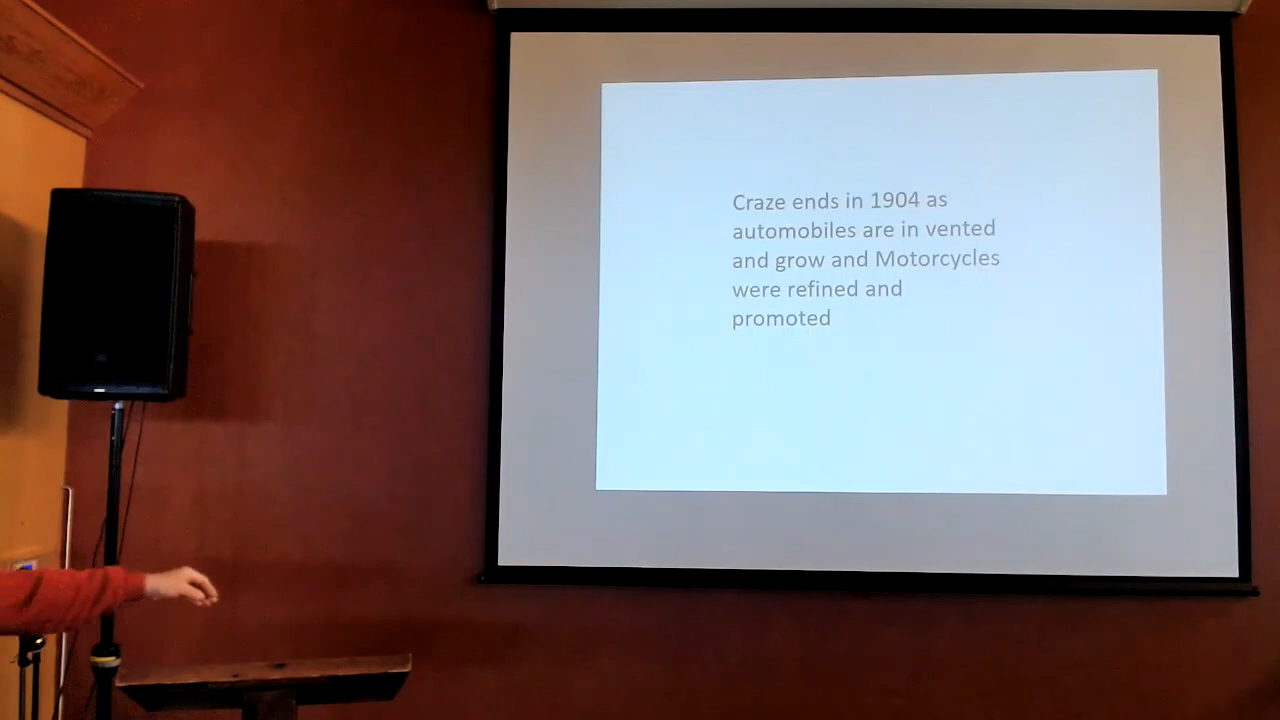 Craze ends in 1904 as
automobiles are in vented
and grow and Motorcycles
were refined and
promoted